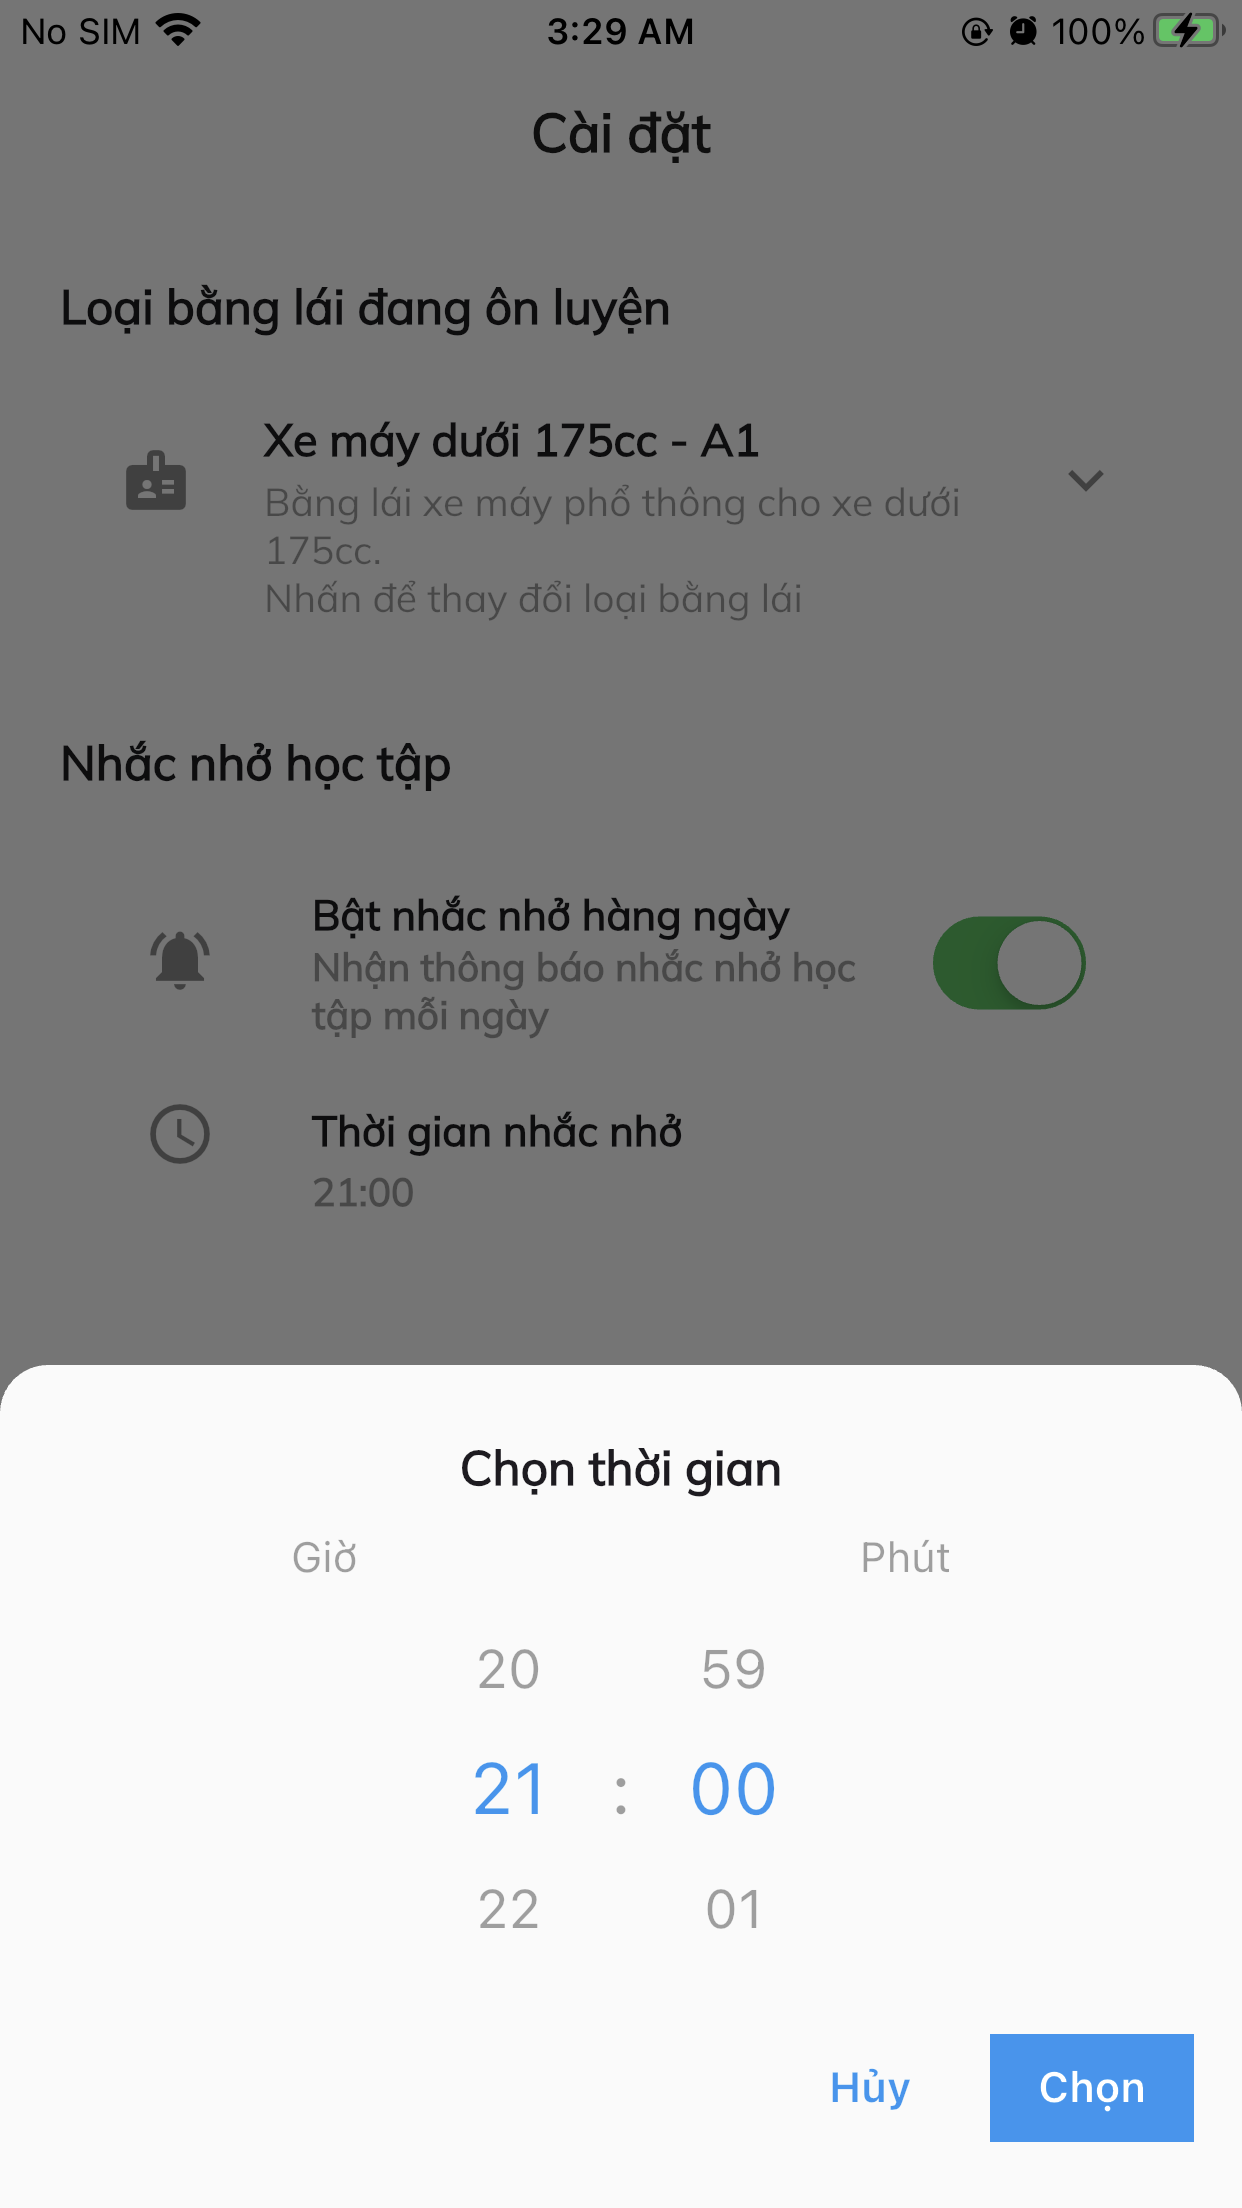 No SIM 3:29 AM 100%
Cài đặt
Loại bằng lái đang ôn luyện
Xe máy dưới 175cc - A1
Bằng lái xe máy phổ thông cho xe dưới
175cc.
Nhấn để thay đổi loại bằng lái
Nhắc nhở học tập
Bật nhắc nhở hàng ngày
Nhận thông báo nhắc nhở học
tập mỗi ngày
Thời gian nhắc nhở
21:00
Chọn thời gian
Giờ Phút
20 59
21 : 00
22 01
Hủy Chọn